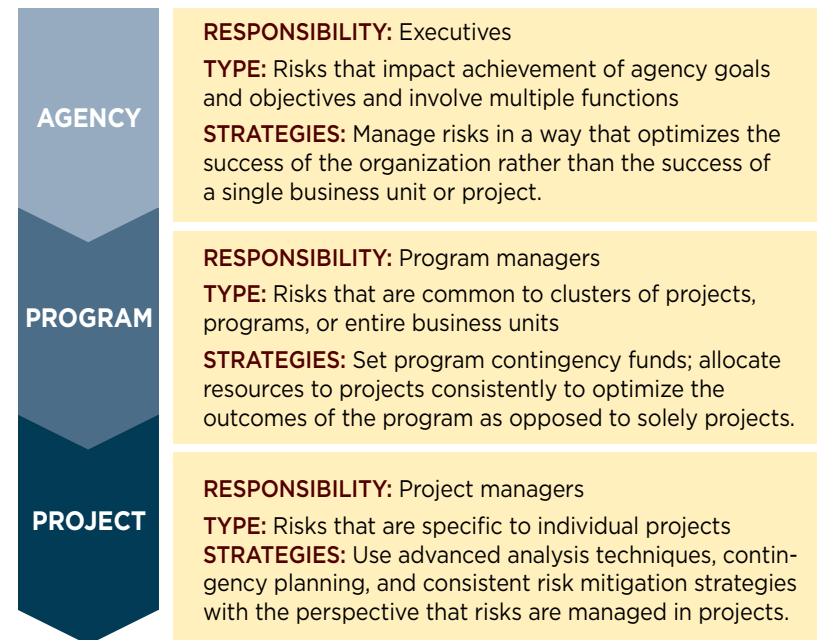 AGENCY
RESPONSIBILITY: Executives
TYPE: Risks that impact achievement of agency goals
and objectives and involve multiple functions
STRATEGIES: Manage risks in a way that optimizes the
success of the organization rather than the success of
a single business unit or project.
PROGRAM
RESPONSIBILITY: Program managers
TYPE: Risks that are common to clusters of projects,
programs, or entire business units
STRATEGIES: Set program contingency funds; allocate
resources to projects consistently to optimize the
outcomes of the program as opposed to solely projects.
PROJECT
RESPONSIBILITY: Project managers
TYPE: Risks that are specific to individual projects
STRATEGIES: Use advanced analysis techniques, contin-
gency planning, and consistent risk mitigation strategies
with the perspective that risks are managed in projects.